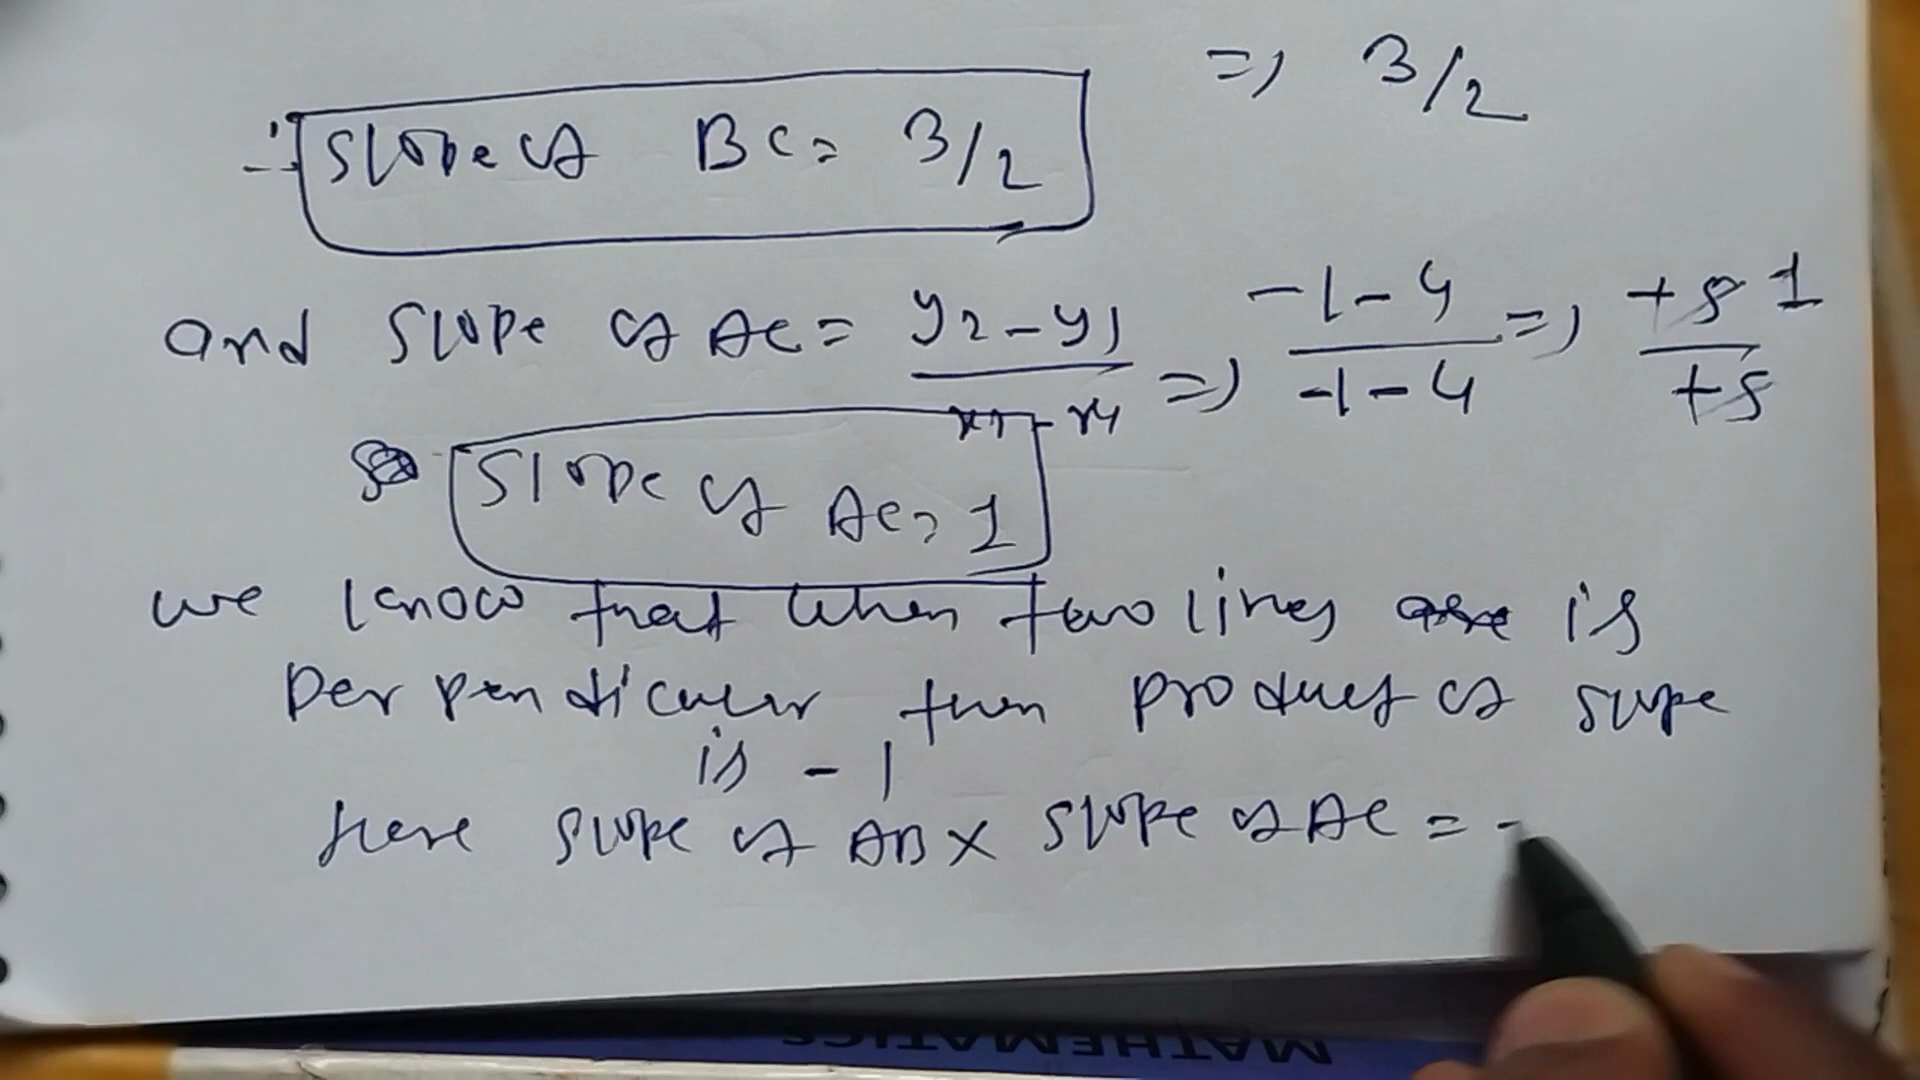 => 3/2
∴ Slope of BC = 3/2
and Slope of AC = y2-y1 / x2-x1 => -1-4 / -1-4 => +5 / +5 1
Slope of AC = 1
we know that when two lines is
perpendicular then product of slope
is -1
here slope of AB x slope of AC = -
MATHEMATICS